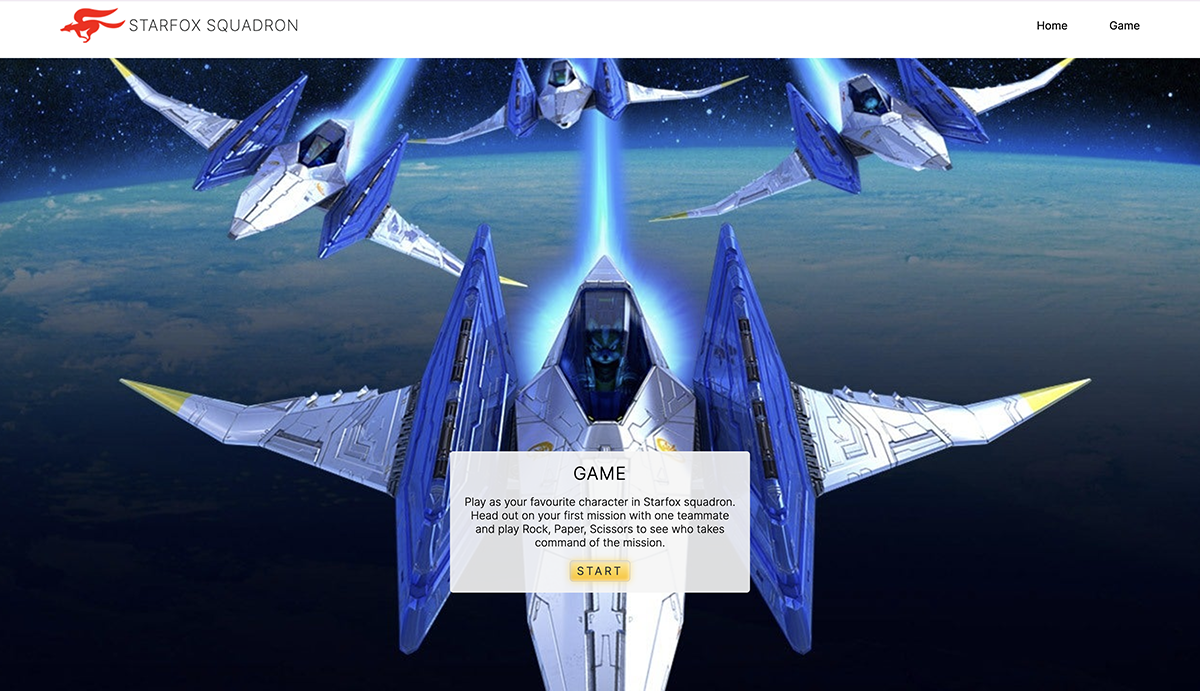 STARFOX SQUADRON
Home Game
GAME
Play as your favourite character in Starfox squadron.
Head out on your first mission with one teammate
and play Rock, Paper, Scissors to see who takes
command of the mission.
START